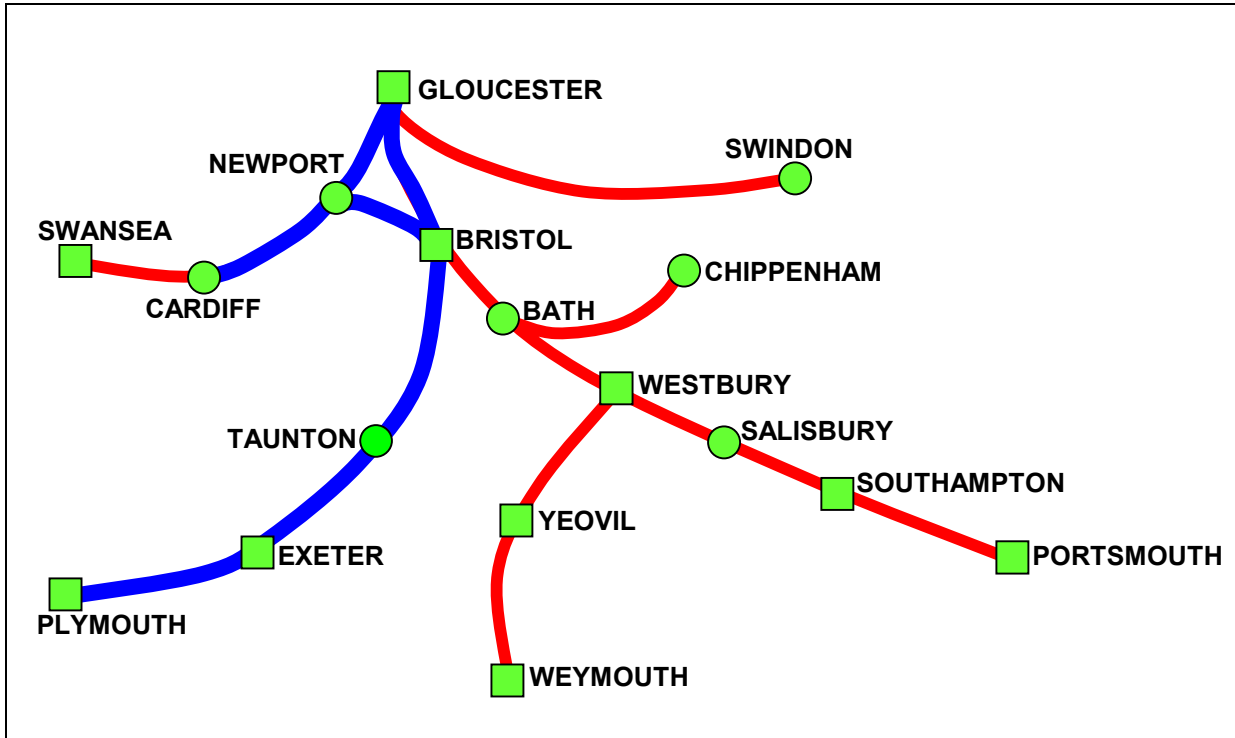 GLOUCESTER
SWINDON
NEWPORT
SWANSEA
BRISTOL
CHIPPENHAM
CARDIFF
BATH
WESTBURY
TAUNTON
SALISBURY
SOUTHAMPTON
YEOVIL
EXETER
PORTSMOUTH
PLYMOUTH
WEYMOUTH